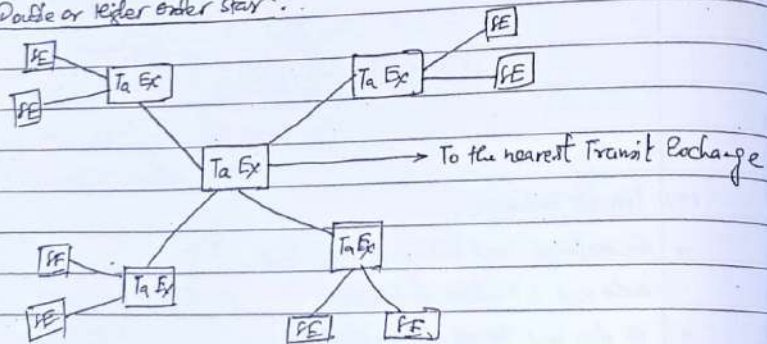 Double or Higher order Star :
SE
SE
SE
Ta Ex
Ta Ex
SE
SE
Ta Ex
To the nearest Transit Exchange
Ta Ex
SE
Ta Ex
SE
SE
SE